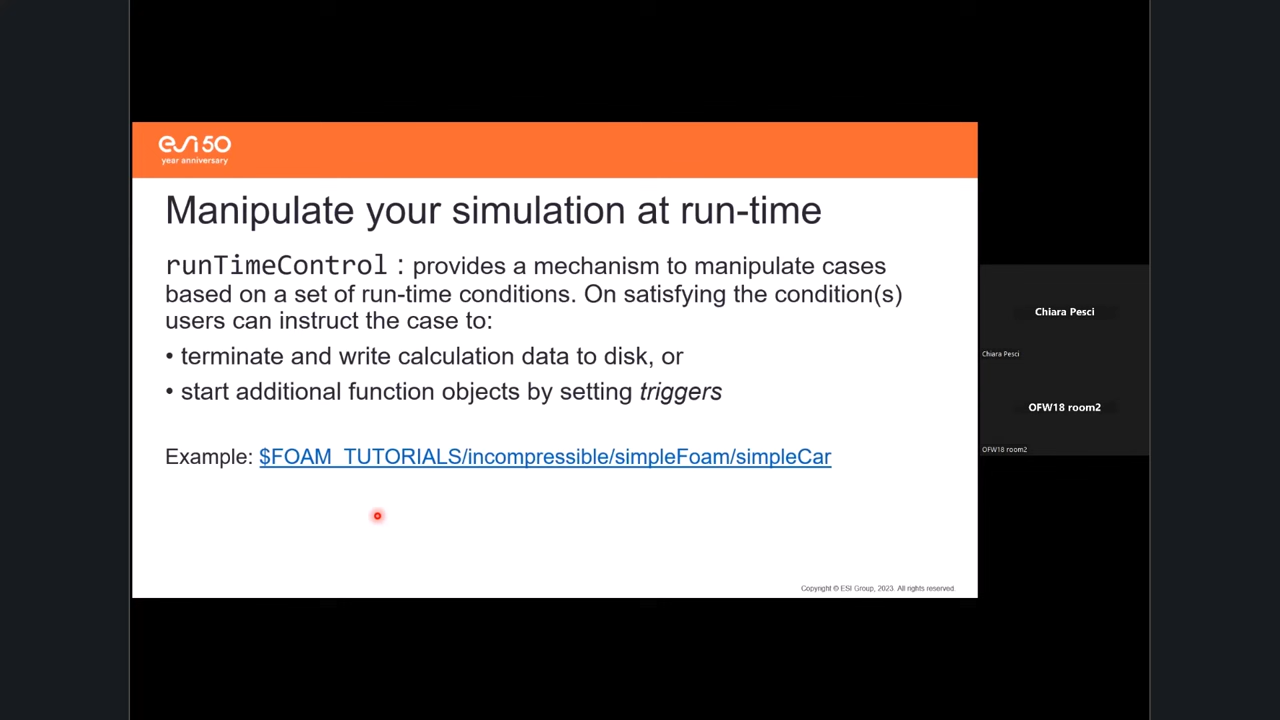 esi 50
year anniversary
Manipulate your simulation at run-time
runTimeControl : provides a mechanism to manipulate cases
based on a set of run-time conditions. On satisfying the condition(s)
users can instruct the case to:
• terminate and write calculation data to disk, or
• start additional function objects by setting triggers
Example: $FOAM_TUTORIALS/incompressible/simpleFoam/simpleCar
Copyright © ESI Group, 2023. All rights reserved.
Chiara Pesci
Chiara Pesci
OFW18 room2
OFW18 room2